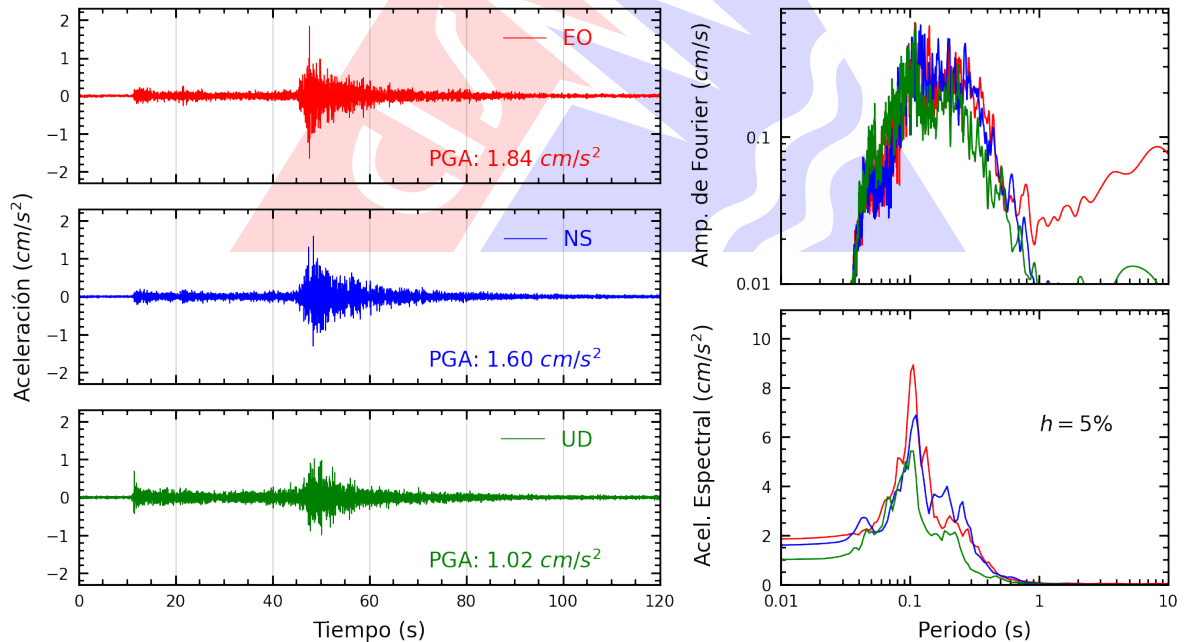 Aceleración (cm/s²)
2
1
0
−1
−2
EO
PGA: 1.84 cm/s²
2
1
0
−1
−2
NS
PGA: 1.60 cm/s²
2
1
0
−1
−2
UD
PGA: 1.02 cm/s²
0 20 40 60 80 100 120
Tiempo (s)
Amp. de Fourier (cm/s)
0.1
0.01
Acel. Espectral (cm/s²)
10
8
6
4
2
0
h = 5%
0.01 0.1 1 10
Periodo (s)